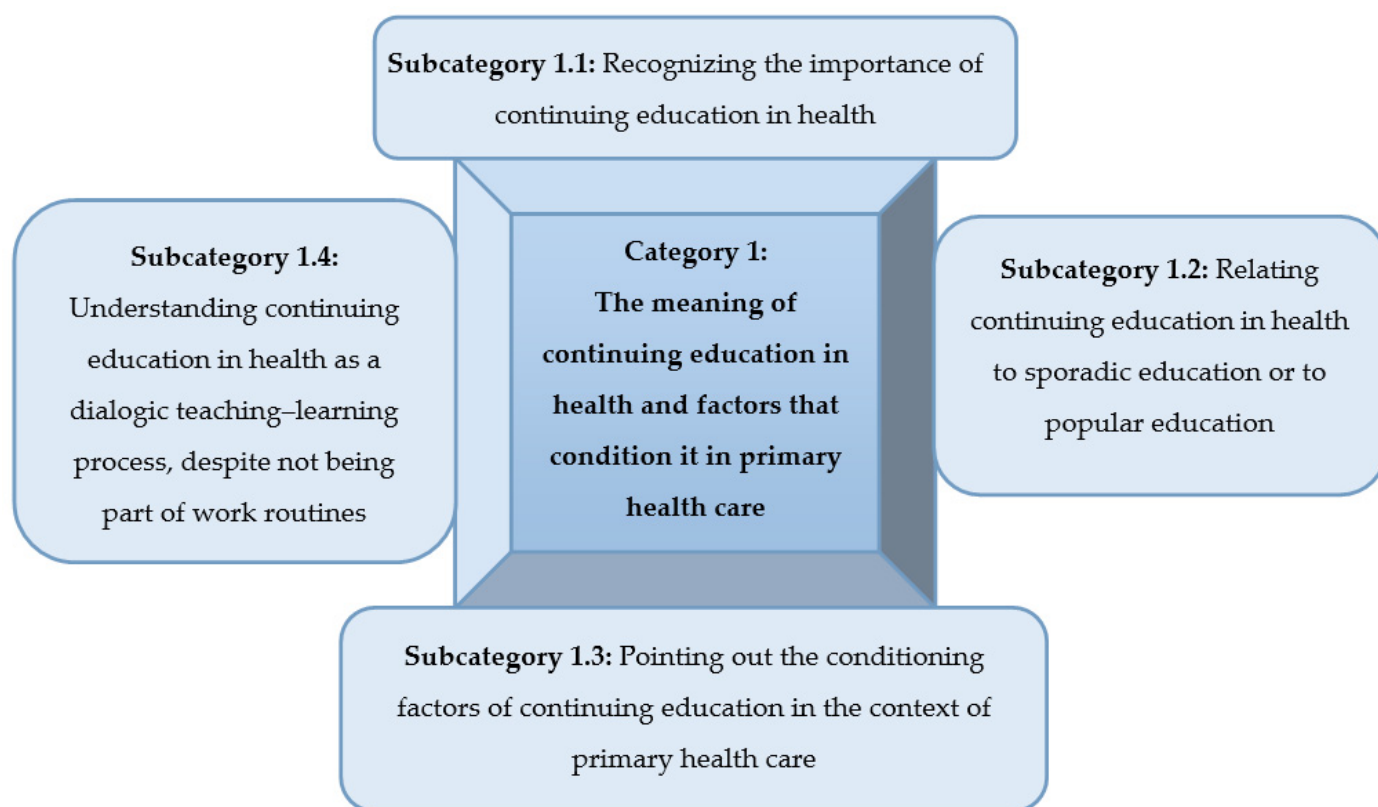 Subcategory 1.1: Recognizing the importance of
continuing education in health
Subcategory 1.4:
Understanding continuing
education in health as a
dialogic teaching–learning
process, despite not being
part of work routines
Category 1:
The meaning of
continuing education in
health and factors that
condition it in primary
health care
Subcategory 1.2: Relating
continuing education in health
to sporadic education or to
popular education
Subcategory 1.3: Pointing out the conditioning
factors of continuing education in the context of
primary health care